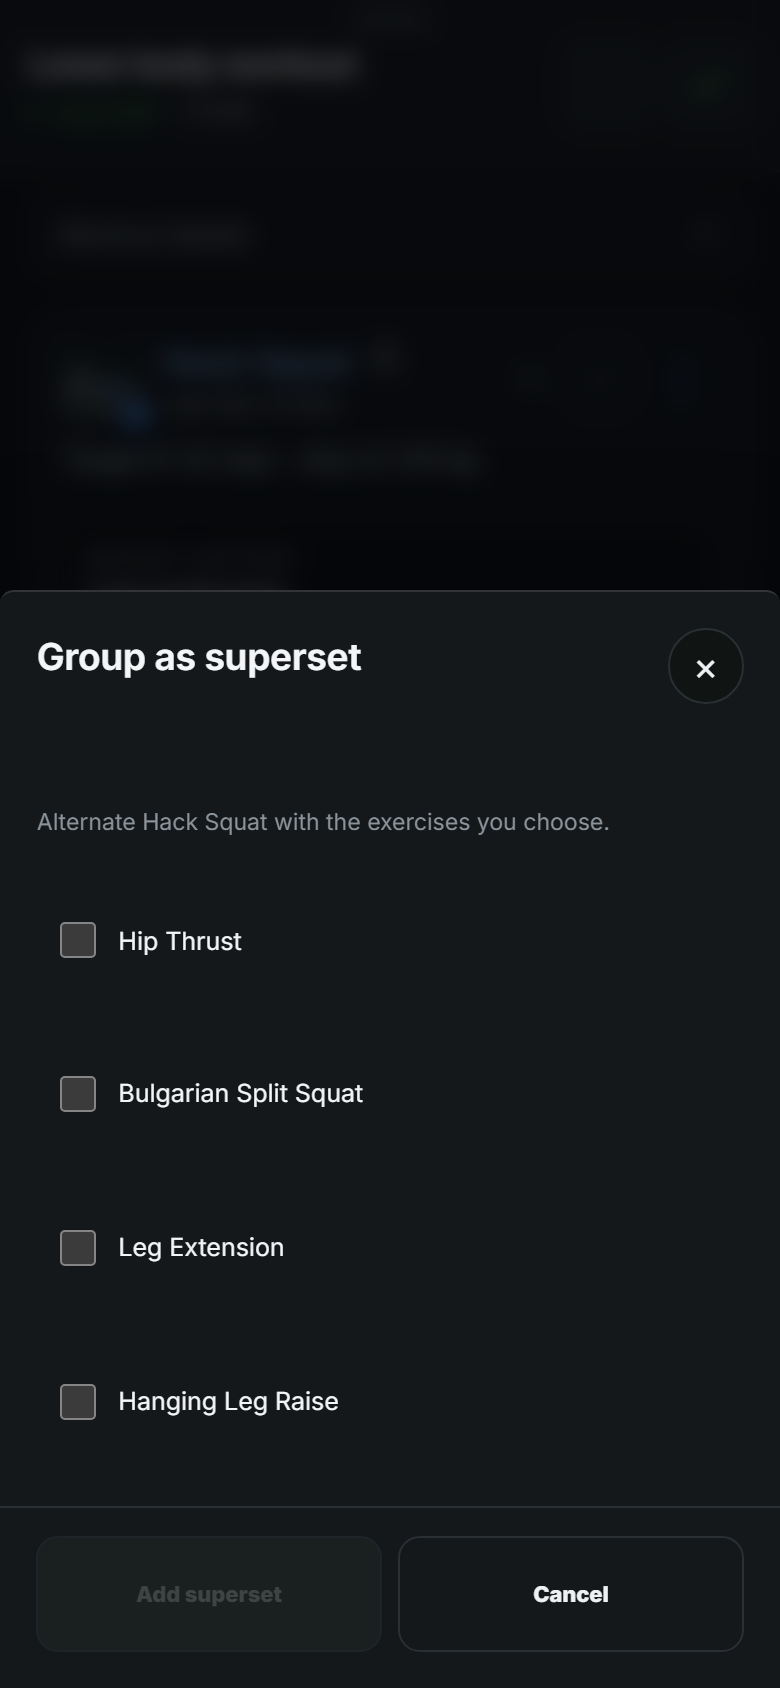 Group as superset
Alternate Hack Squat with the exercises you choose.
Hip Thrust
Bulgarian Split Squat
Leg Extension
Hanging Leg Raise
Add superset
Cancel